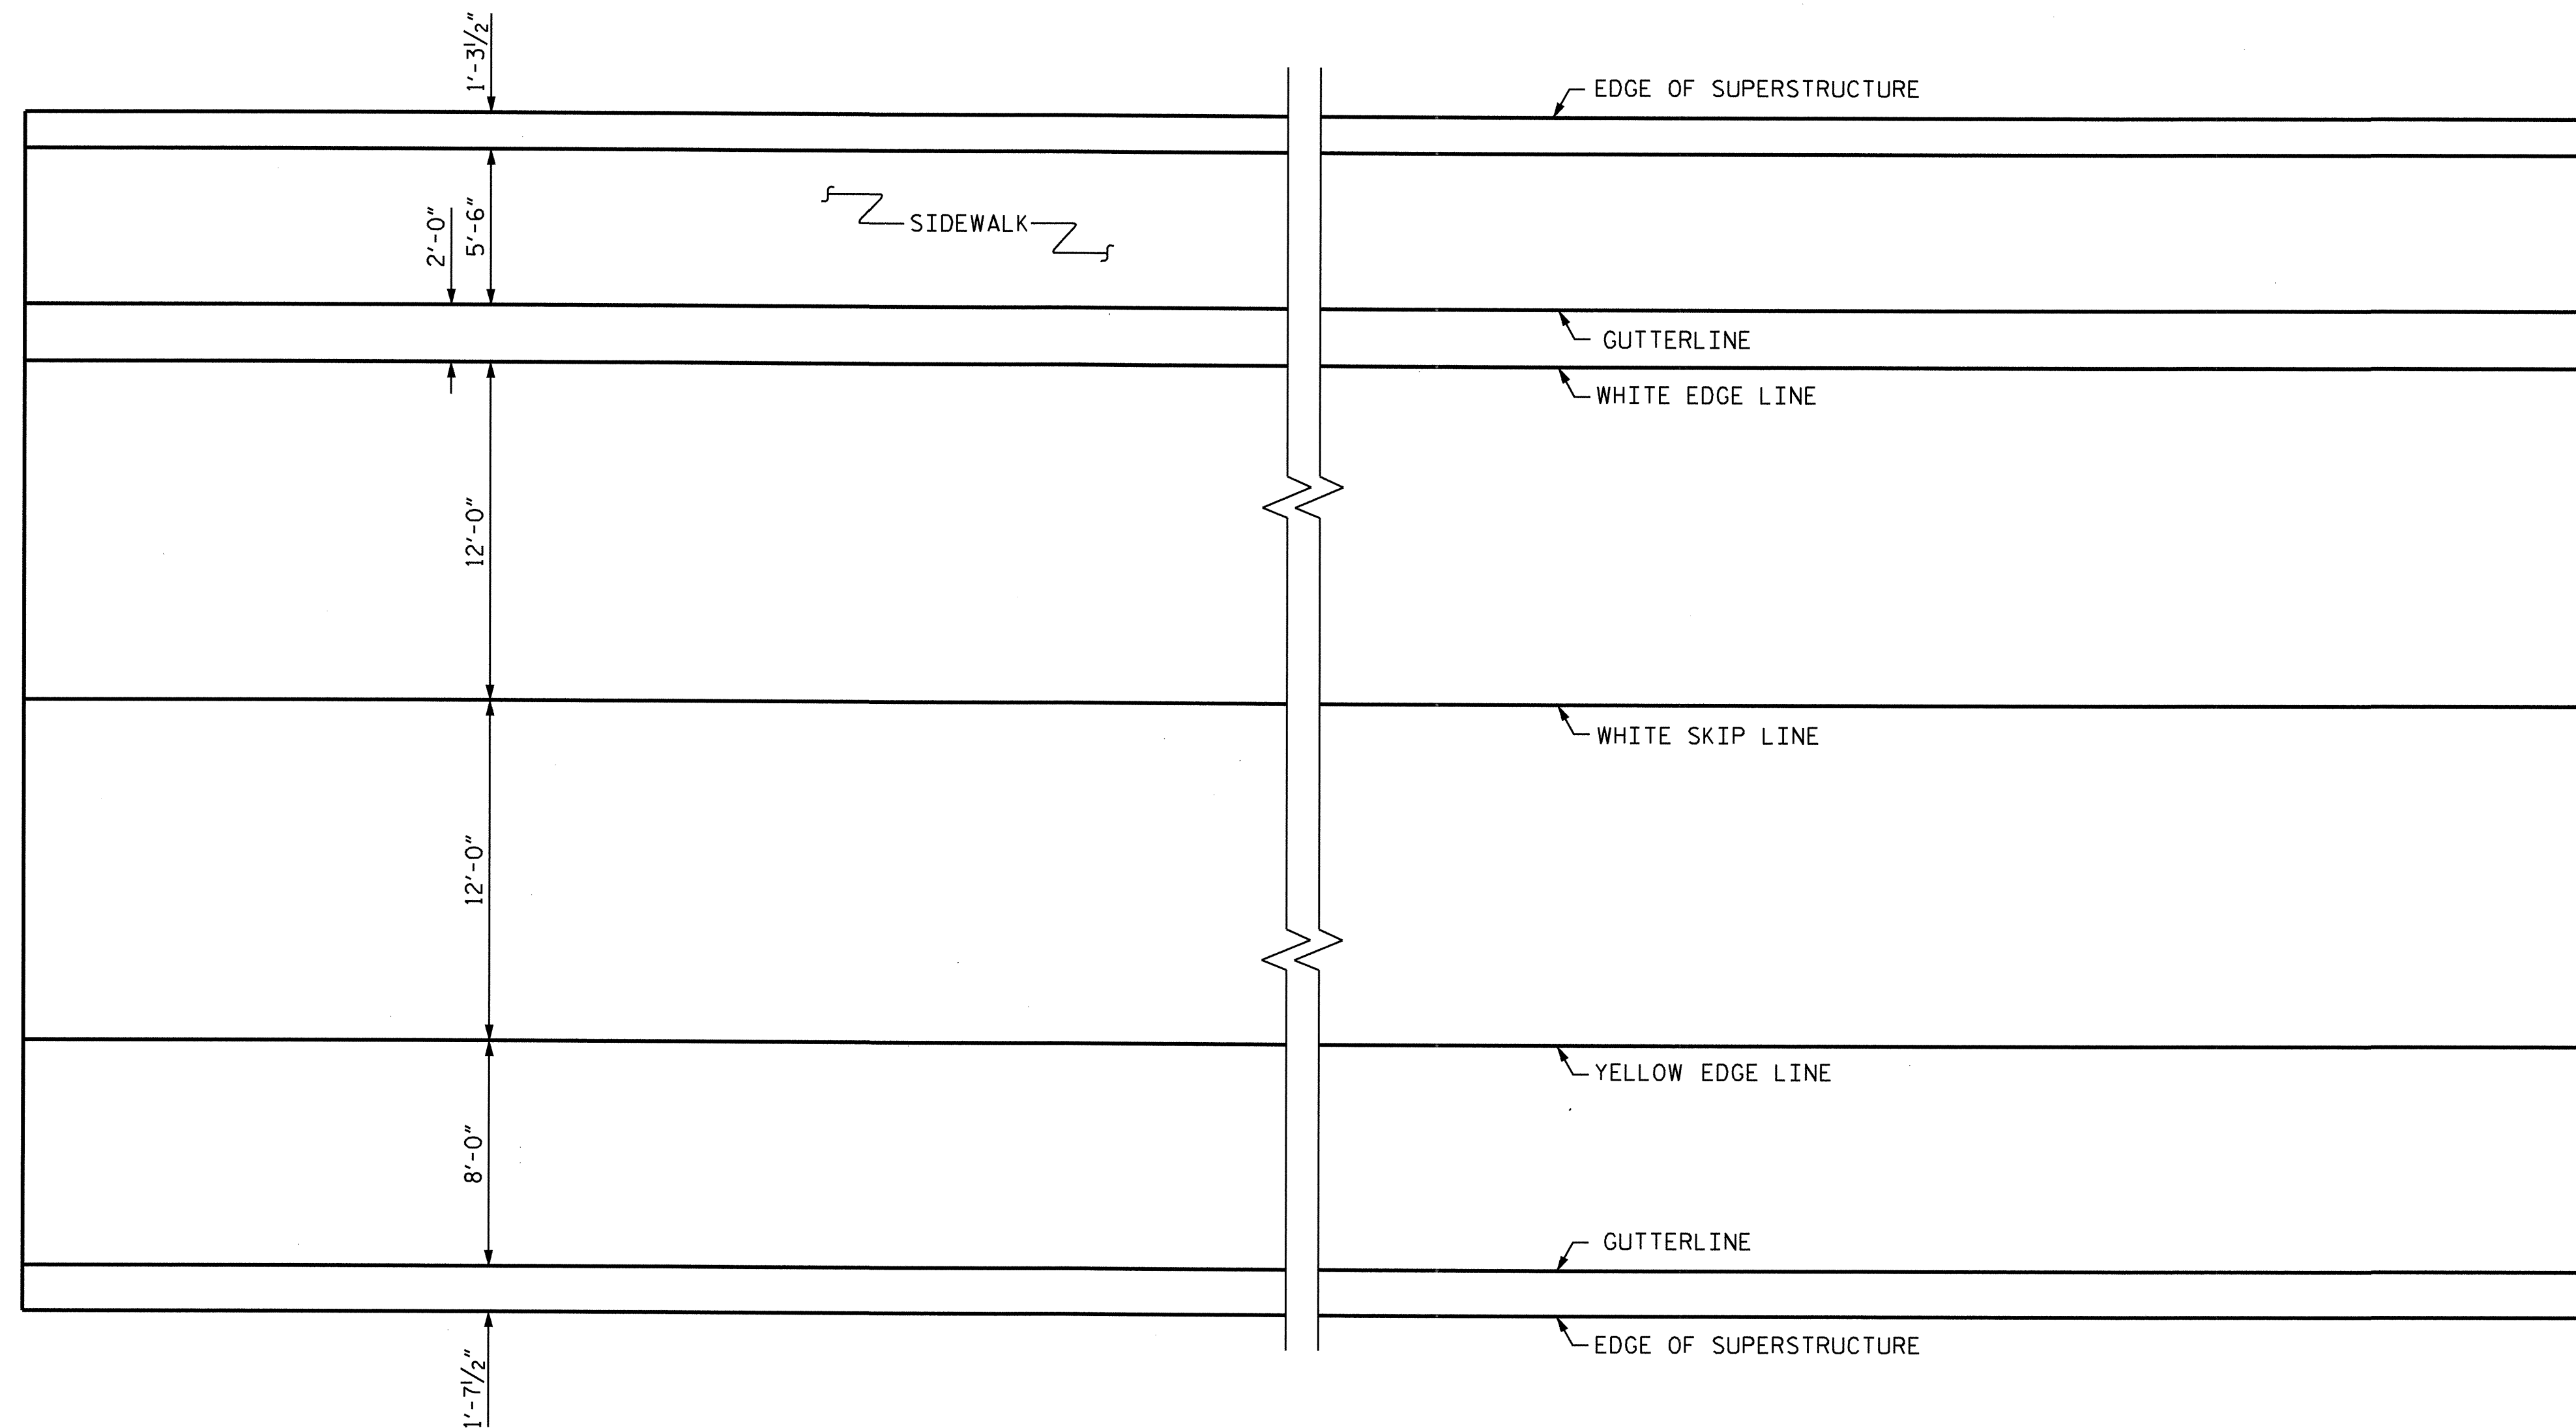 1'-3½"
EDGE OF SUPERSTRUCTURE
5'-6"
2'-0"
SIDEWALK
GUTTERLINE
WHITE EDGE LINE
12'-0"
WHITE SKIP LINE
12'-0"
YELLOW EDGE LINE
8'-0"
GUTTERLINE
EDGE OF SUPERSTRUCTURE
1'-7½"